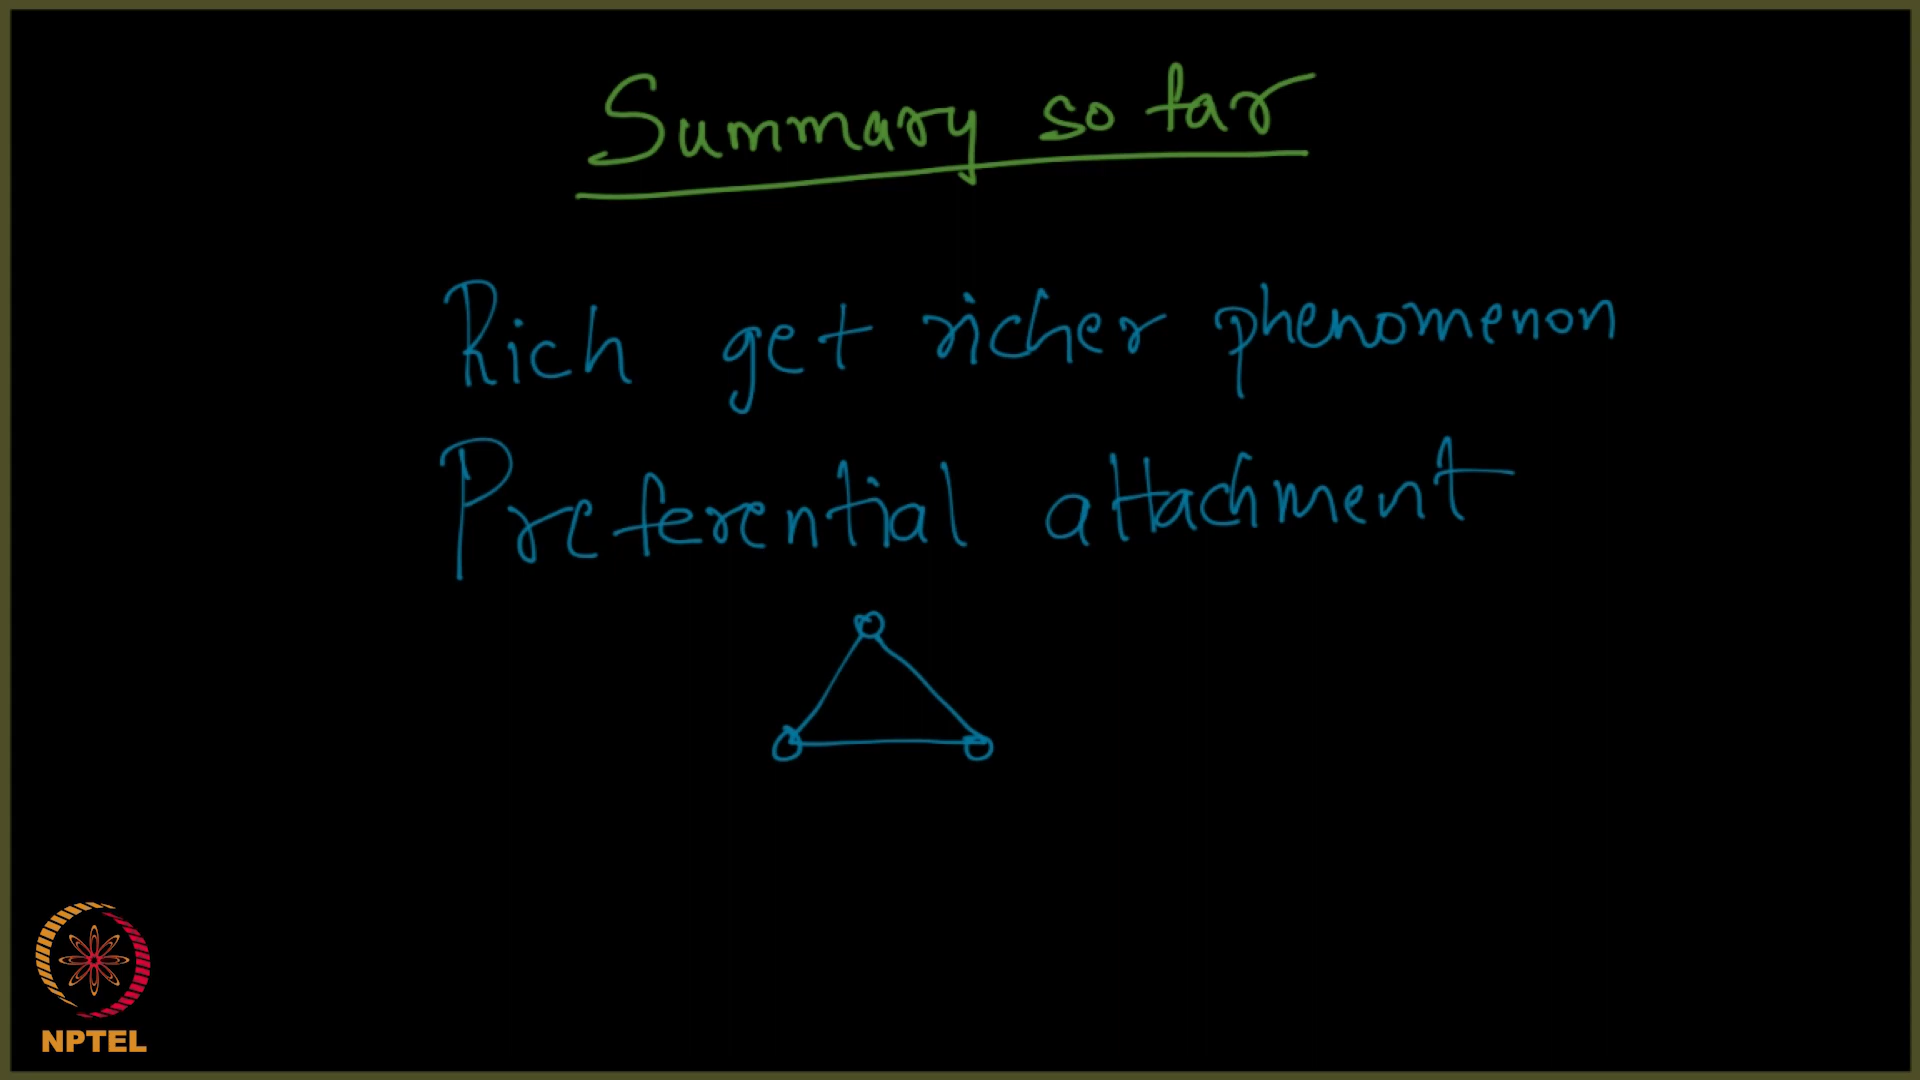 Summary so far
Rich get richer phenomenon
Preferential attachment
NPTEL